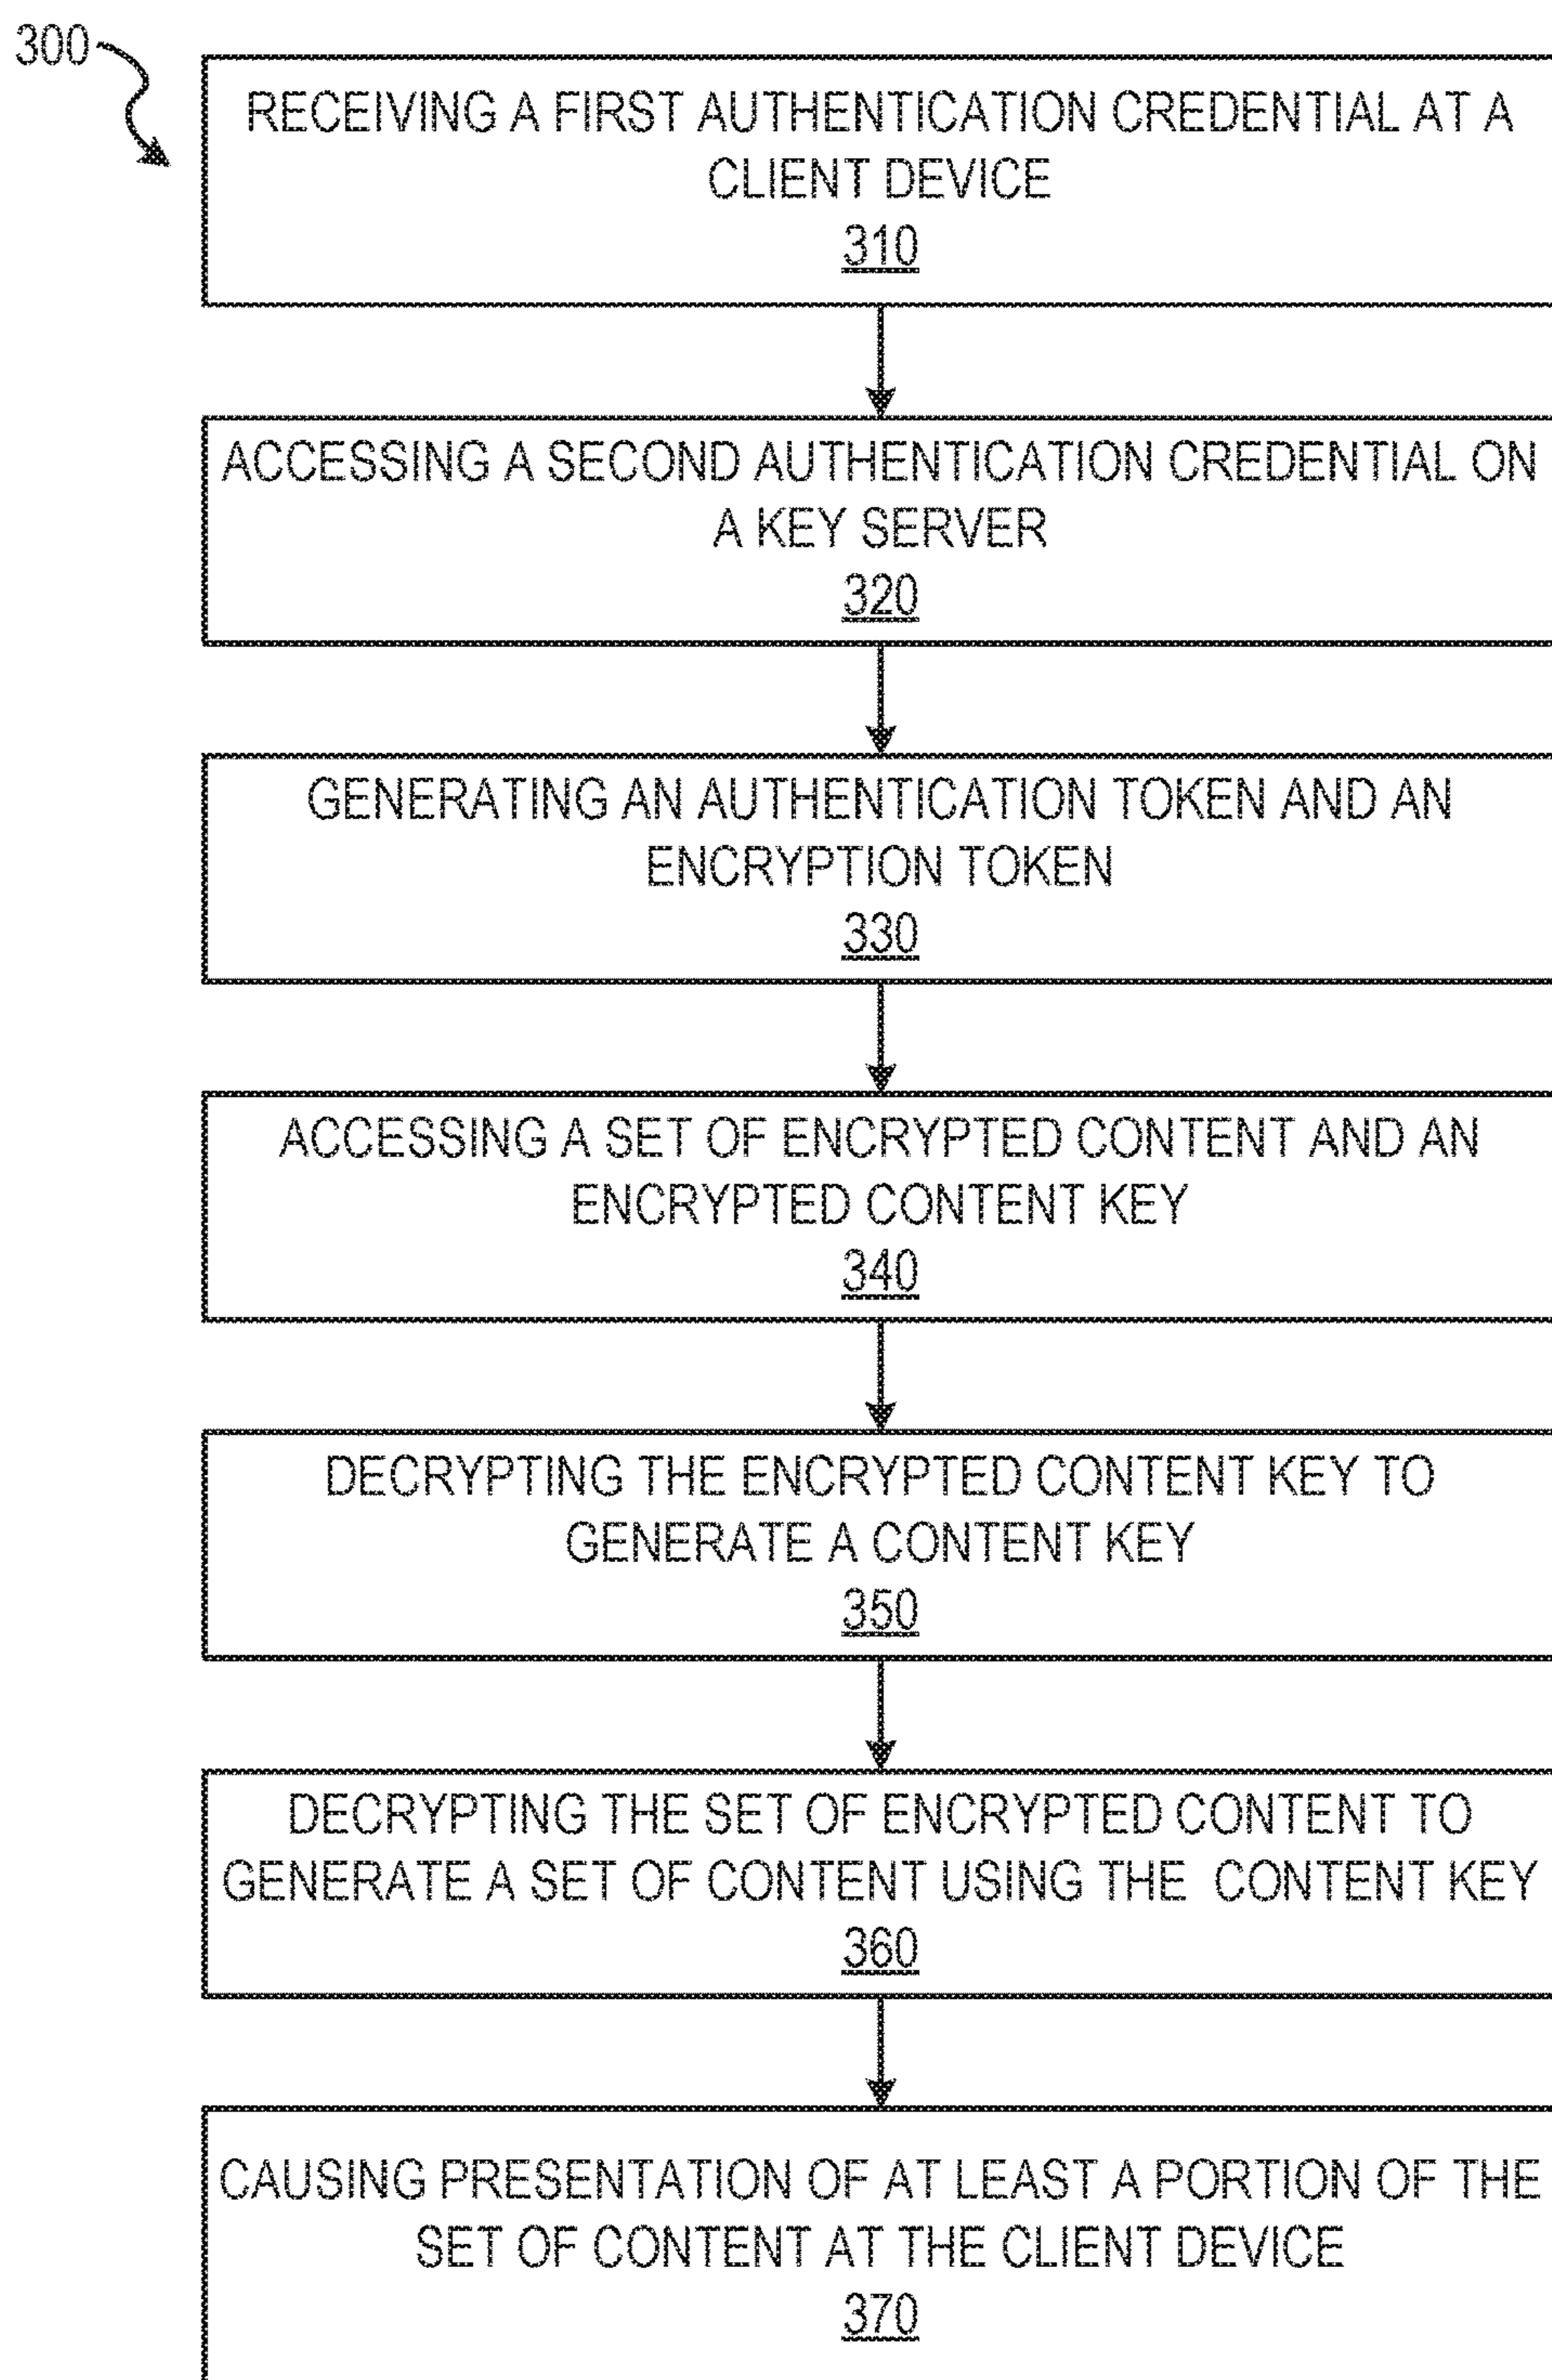 300
RECEIVING A FIRST AUTHENTICATION CREDENTIAL AT A
CLIENT DEVICE
310
ACCESSING A SECOND AUTHENTICATION CREDENTIAL ON
A KEY SERVER
320
GENERATING AN AUTHENTICATION TOKEN AND AN
ENCRYPTION TOKEN
330
ACCESSING A SET OF ENCRYPTED CONTENT AND AN
ENCRYPTED CONTENT KEY
340
DECRYPTING THE ENCRYPTED CONTENT KEY TO
GENERATE A CONTENT KEY
350
DECRYPTING THE SET OF ENCRYPTED CONTENT TO
GENERATE A SET OF CONTENT USING THE CONTENT KEY
360
CAUSING PRESENTATION OF AT LEAST A PORTION OF THE
SET OF CONTENT AT THE CLIENT DEVICE
370